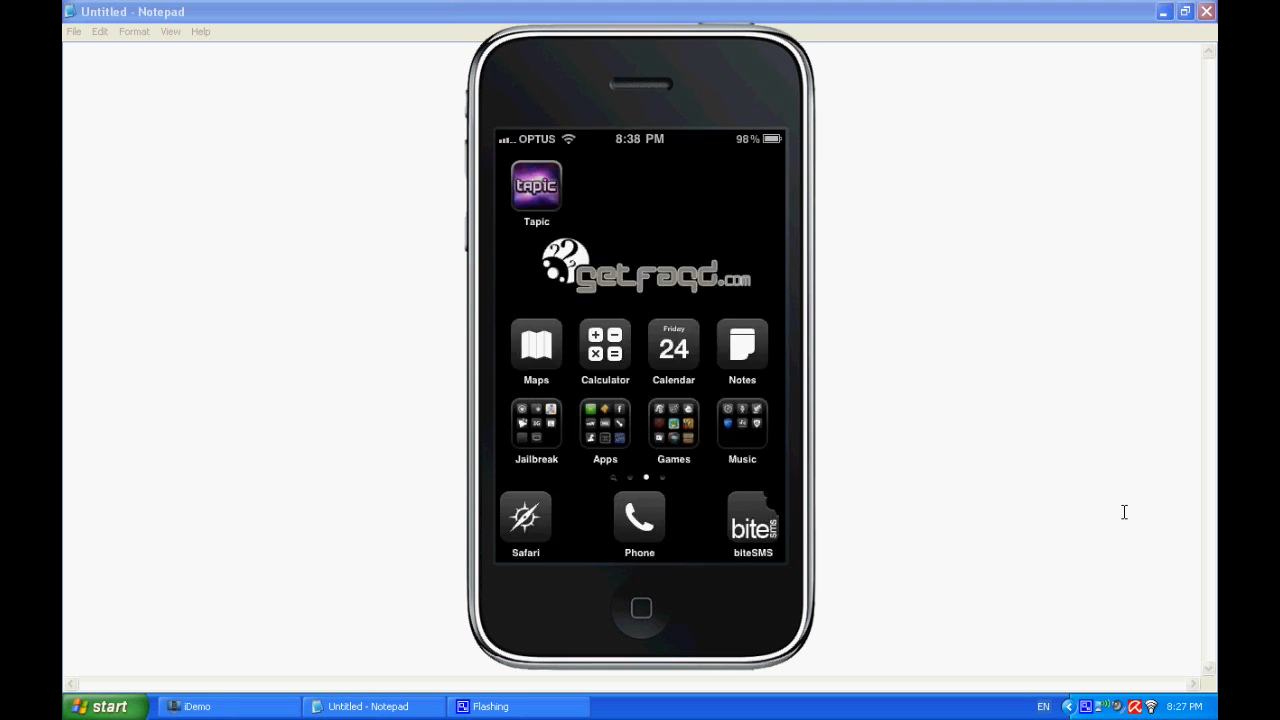 Untitled - Notepad
File Edit Format View Help
OPTUS 8:38 PM 98%
tapic
Tapic
??
getfaqd.com
Friday
24
Maps Calculator Calendar Notes
Jailbreak Apps Games Music
bite sms
Safari Phone biteSMS
start iDemo Untitled - Notepad Flashing EN 8:27 PM